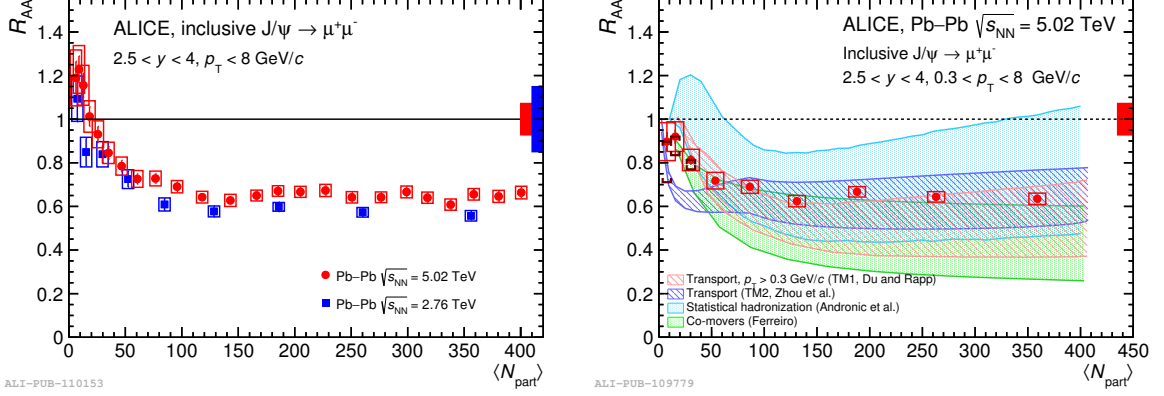 R_AA
1.4
1.2
1
0.8
0.6
0.4
0.2
0
ALICE, inclusive J/ψ → μ⁺μ⁻
2.5 < y < 4, p_T < 8 GeV/c
Pb–Pb √s_NN = 5.02 TeV
Pb–Pb √s_NN = 2.76 TeV
0 50 100 150 200 250 300 350 400
⟨N_part⟩
ALI-PUB-110153
R_AA
1.4
1.2
1
0.8
0.6
0.4
0.2
0
ALICE, Pb–Pb √s_NN = 5.02 TeV
Inclusive J/ψ → μ⁺μ⁻
2.5 < y < 4, 0.3 < p_T < 8 GeV/c
Transport, p_T > 0.3 GeV/c (TM1, Du and Rapp)
Transport (TM2, Zhou et al.)
Statistical hadronization (Andronic et al.)
Co-movers (Ferreiro)
0 50 100 150 200 250 300 350 400 450
⟨N_part⟩
ALI-PUB-109779